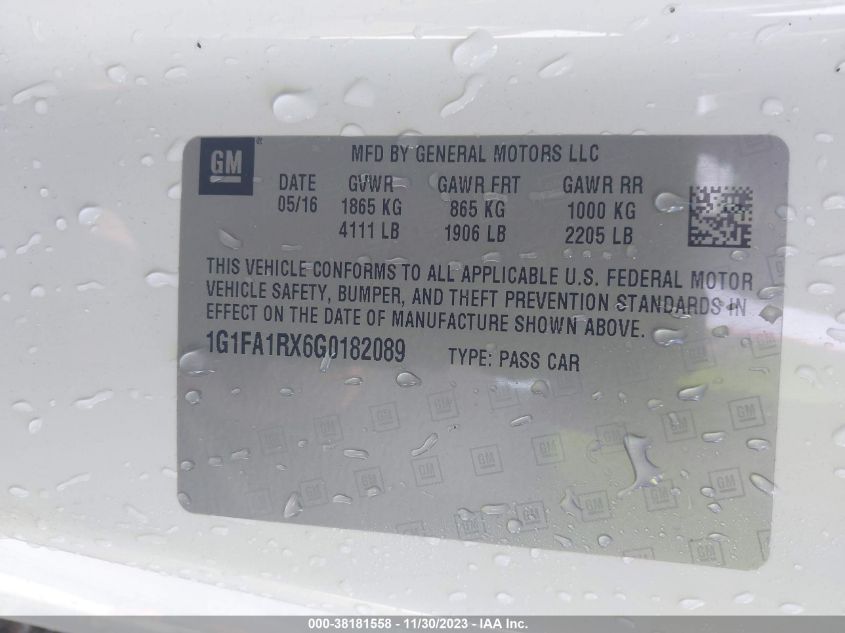 GM ®
MFD BY GENERAL MOTORS LLC
DATE GVWR GAWR FRT GAWR RR
05/16 1865 KG 865 KG 1000 KG
4111 LB 1906 LB 2205 LB
THIS VEHICLE CONFORMS TO ALL APPLICABLE U.S. FEDERAL MOTOR
VEHICLE SAFETY, BUMPER, AND THEFT PREVENTION STANDARDS IN
EFFECT ON THE DATE OF MANUFACTURE SHOWN ABOVE.
1G1FA1RX6G0182089 TYPE: PASS CAR
000-38181558 - 11/30/2023 - IAAI.COM